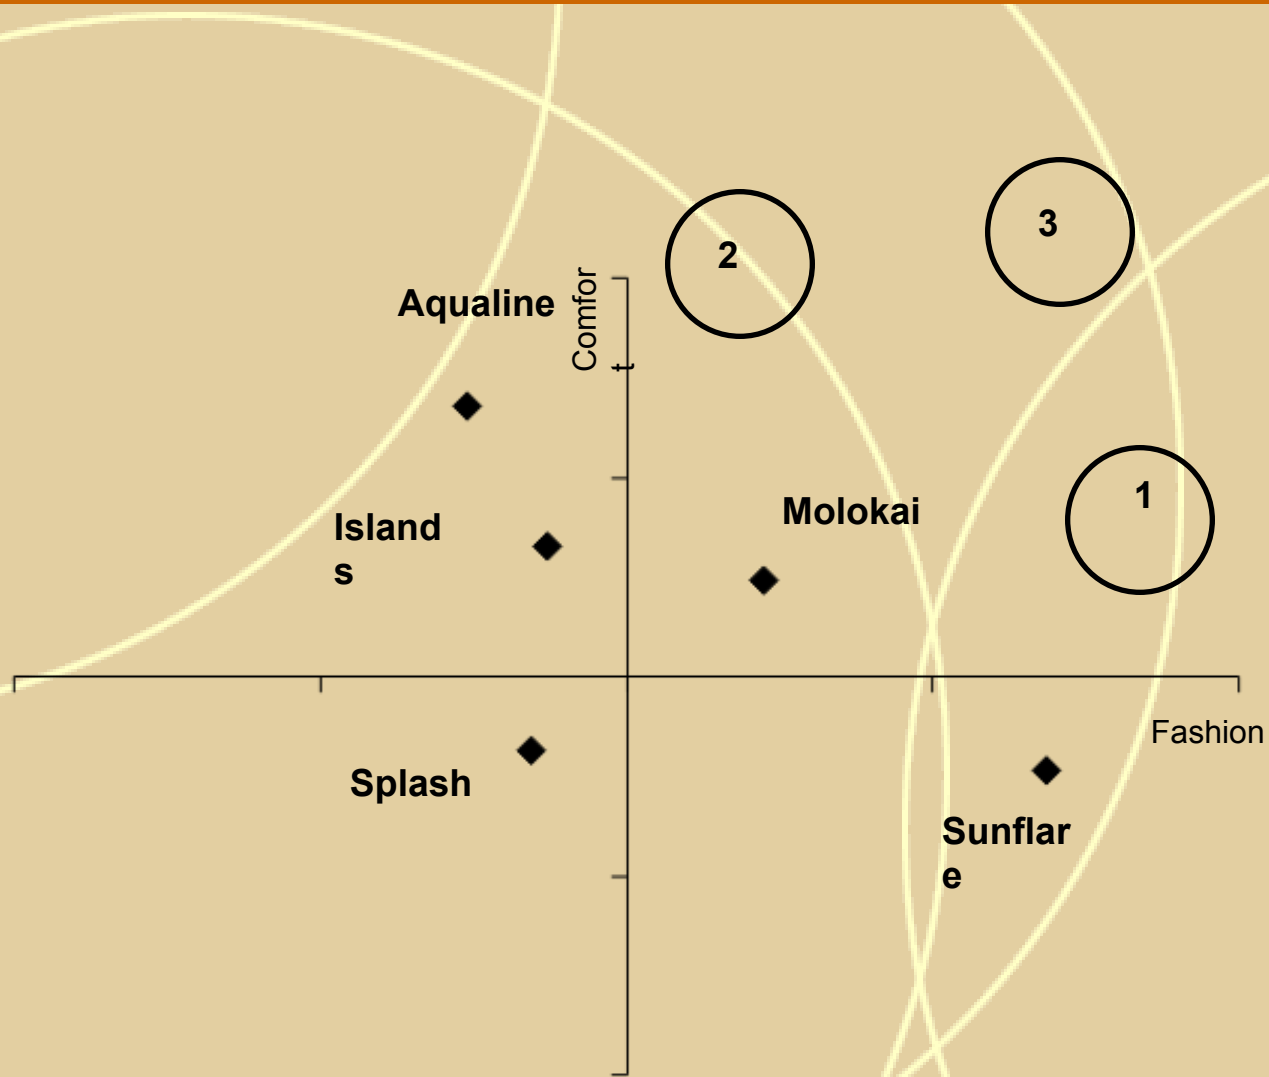 3
2
Aqualine
Comfor
t
1
Molokai
Island
s
Fashion
Splash
Sunflar
e